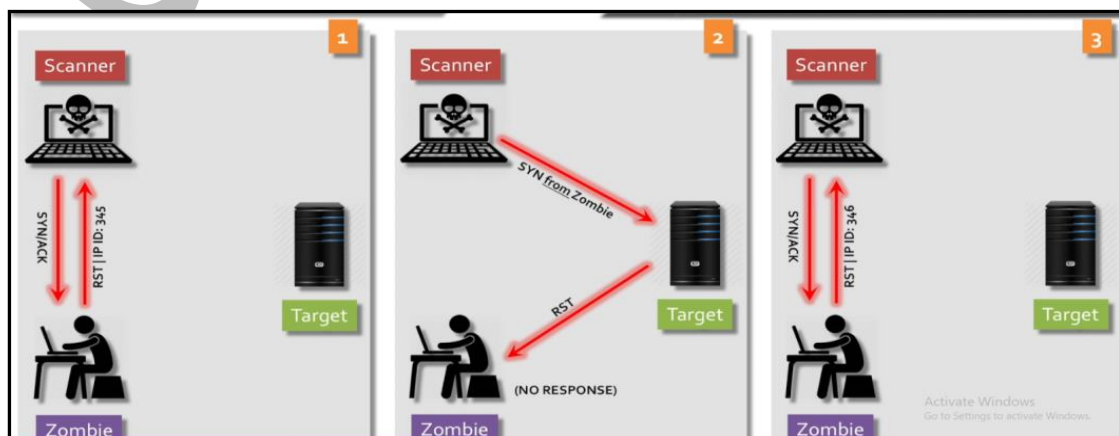 1
Scanner
SYN/ACK
RST | IP ID: 345
Target
Zombie
2
Scanner
SYN from Zombie
RST
Target
(NO RESPONSE)
Zombie
3
Scanner
SYN/ACK
RST | IP ID: 346
Target
Zombie
Activate Windows
Go to Settings to activate Windows.